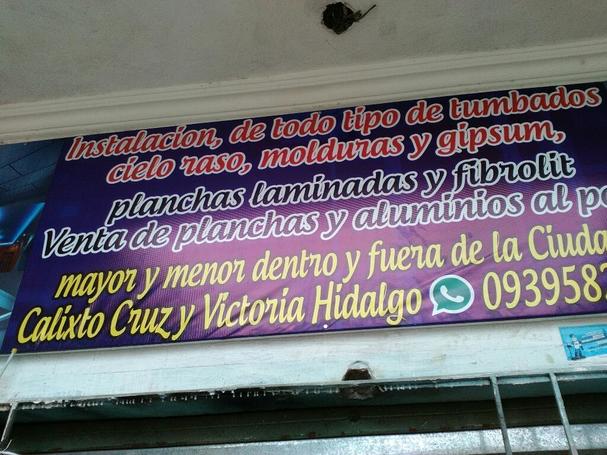 Instalacion, de todo tipo de tumbados
cielo raso, molduras y gipsum,
planchas laminadas y fibrolit
Venta de planchas y aluminios al po
mayor y menor dentro y fuera de la Ciuda
Calixto Cruz y Victoria Hidalgo 0939582